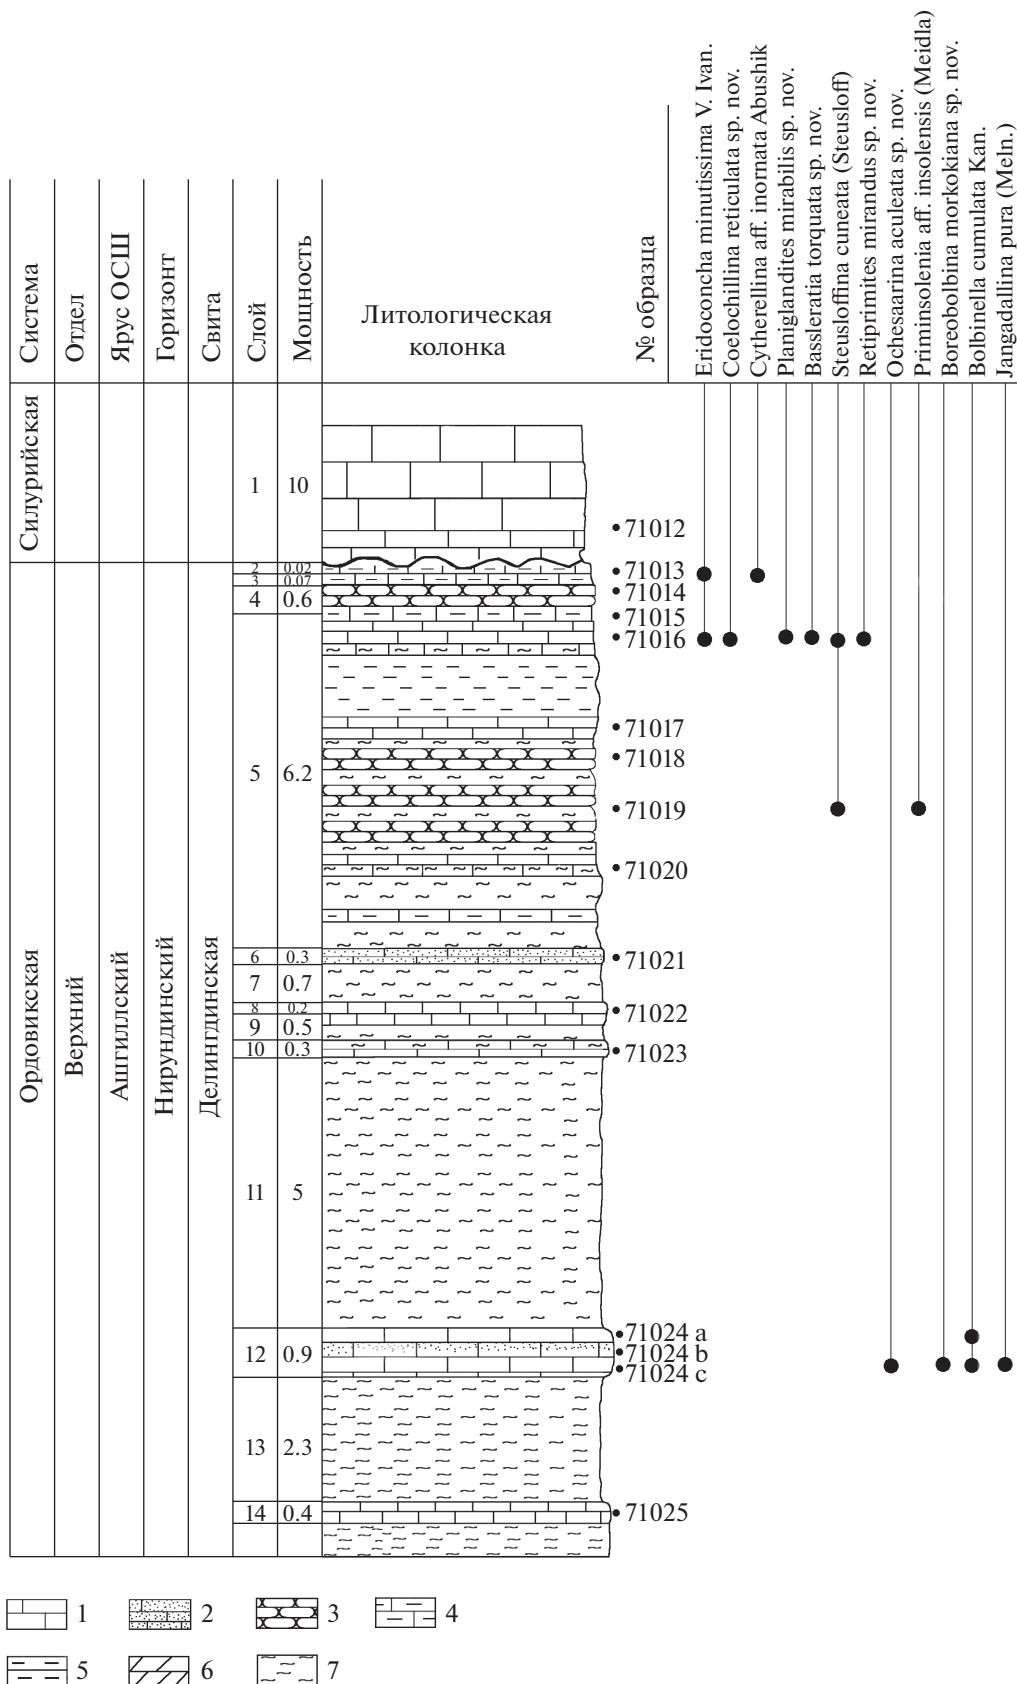 Система
Отдел
Ярус ОСШ
Горизонт
Свита
Слой
Мощность
Литологическая
колонка
№ образца
Eridoconcha minutissima V. Ivan.
Coelochillina reticulata sp. nov.
Cytherellina aff. inornata Abushik
Planiglandites mirabilis sp. nov.
Bassleratia torquata sp. nov.
Steusloffina cuneata (Steusloff)
Retiprimites mirandus sp. nov.
Ochesaarina aculeata sp. nov.
Priminsolenia aff. insolensis (Meidla)
Boreobolbina morkokiana sp. nov.
Bolbinella cumulata Kan.
Jangadallina pura (Meln.)
Силурийская
Ордовикская
Верхний
Ашгиллский
Нирундинский
Делингдинская
1 10
71012
2 0.02
71013
3 0.07
71014
4 0.6
71015
71016
71017
71018
5 6.2
71019
71020
6 0.3
71021
7 0.7
8 0.2
71022
9 0.5
10 0.3
71023
11 5
71024 a
12 0.9
71024 b
71024 c
13 2.3
14 0.4
71025
1 2 3 4
5 6 7